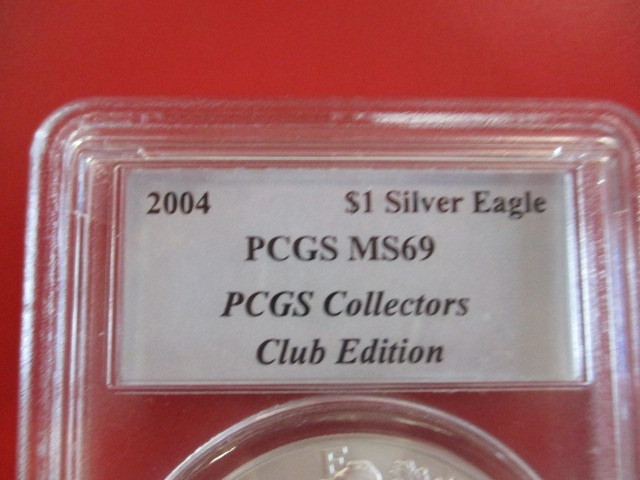 2004 $1 Silver Eagle
PCGS MS69
PCGS Collectors
Club Edition